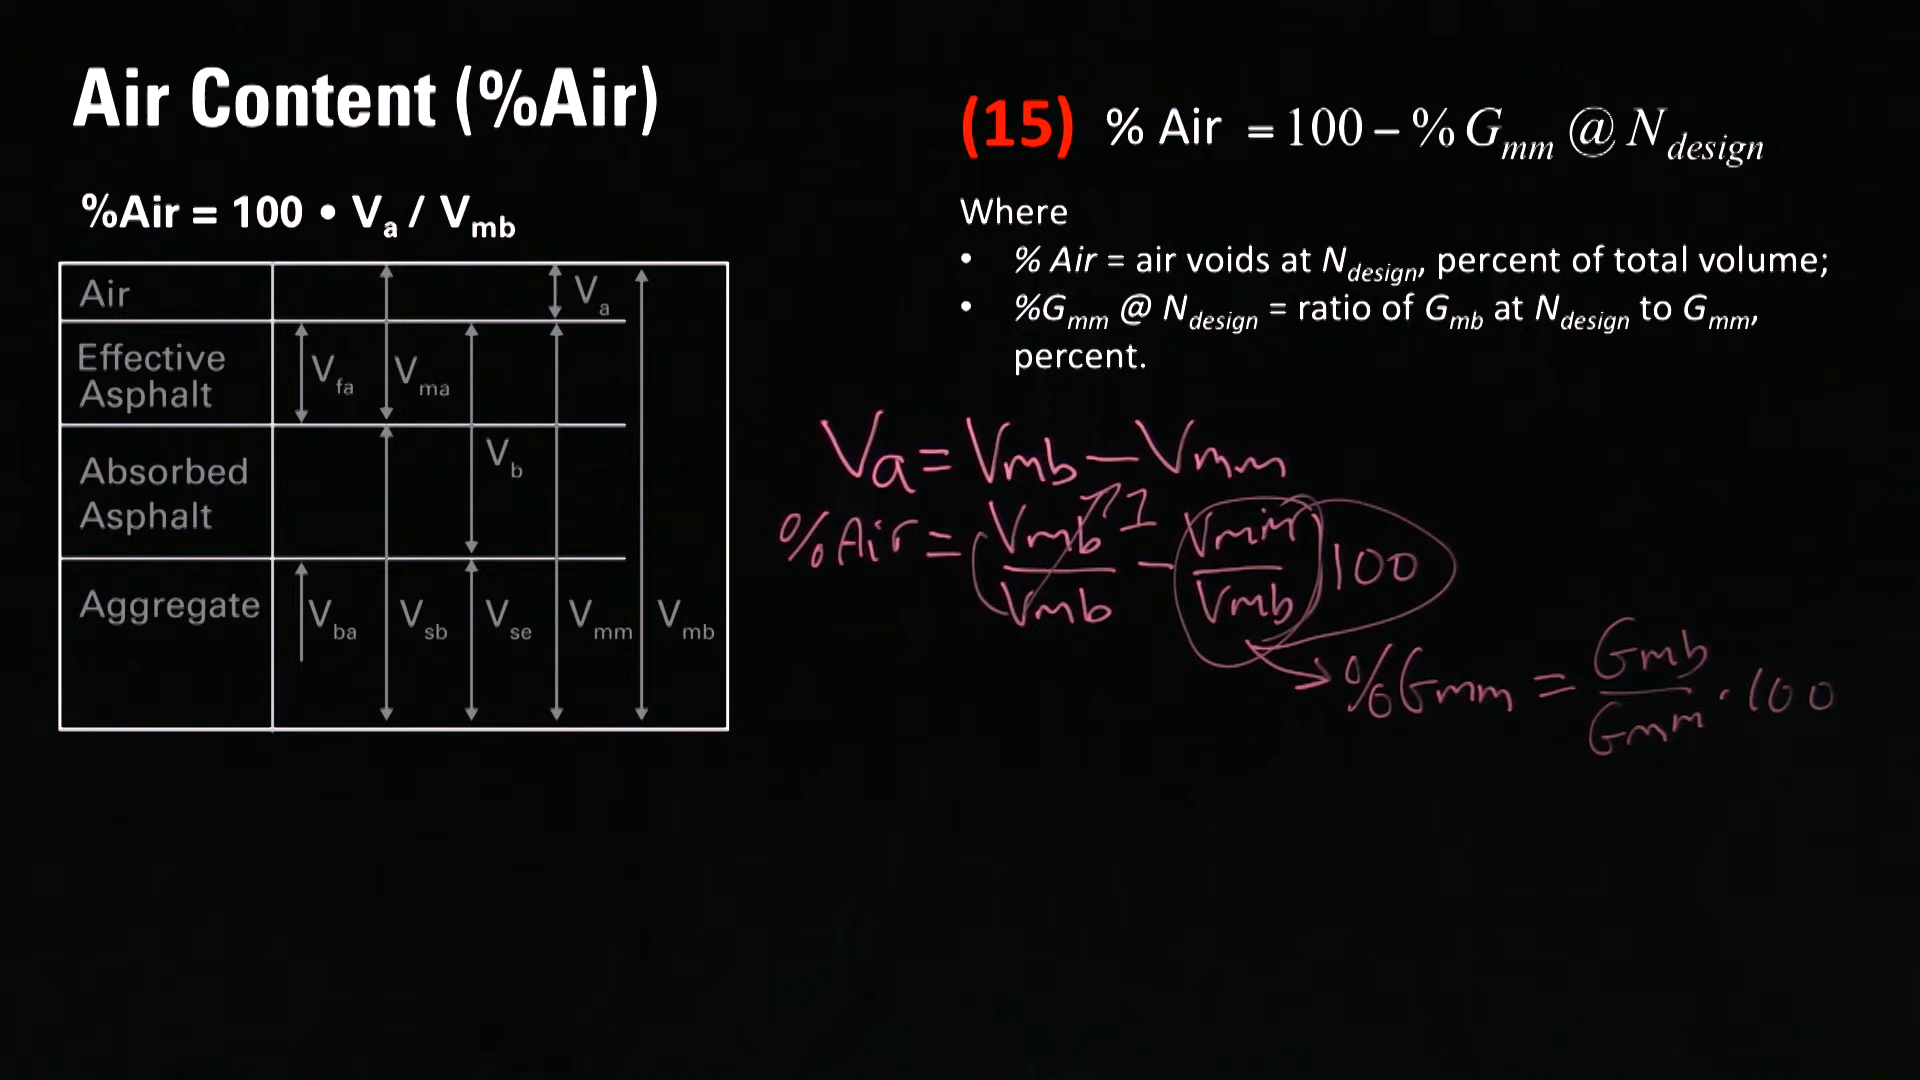 Air Content (%Air)
%Air = 100 • Va / Vmb
Air
Va
Effective
Asphalt
Vfa
Vma
Absorbed
Asphalt
Vb
Aggregate
Vba
Vsb
Vse
Vmm
Vmb
(15) % Air = 100 – % Gmm @ Ndesign
Where
• % Air = air voids at Ndesign, percent of total volume;
• %Gmm @ Ndesign = ratio of Gmb at Ndesign to Gmm,
percent.
Va = Vmb – Vmm
%Air = (Vmb/Vmb – Vmm/Vmb) 100
1
%Gmm = Gmb/Gmm · 100